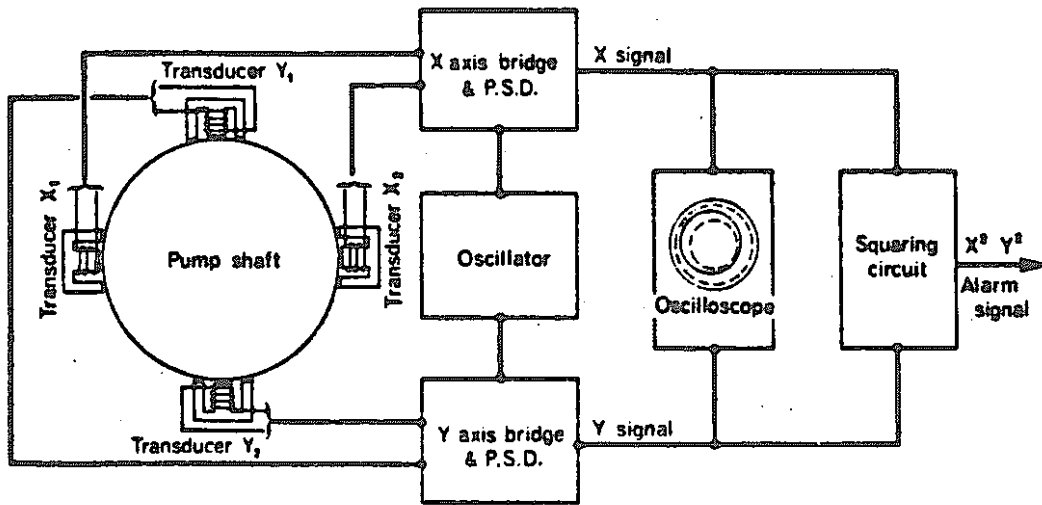 Transducer Y₁
X axis bridge
& P.S.D.
X signal
Transducer X₁
Pump shaft
Transducer X₂
Oscillator
Oscilloscope
Squaring
circuit
X² Y²
Alarm
signal
Transducer Y₂
Y axis bridge
& P.S.D.
Y signal